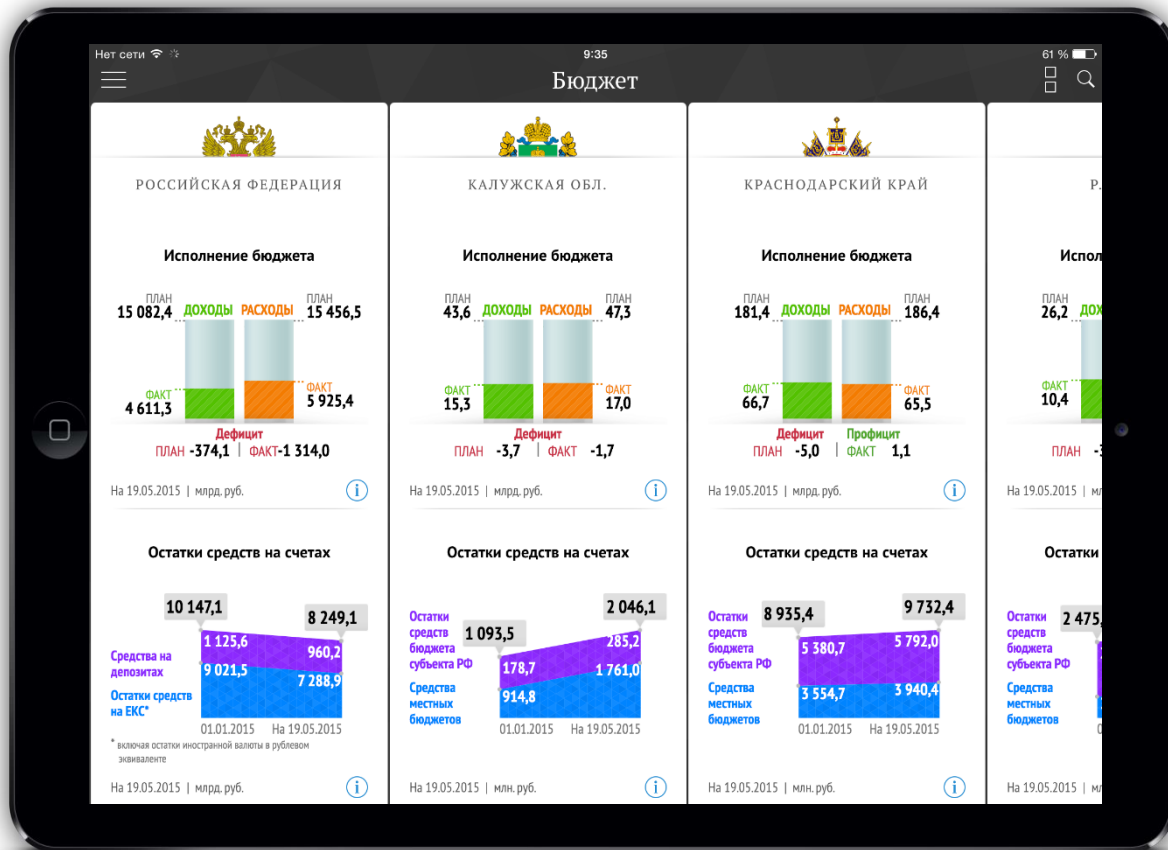 Нет сети
9:35
61 %
Бюджет
РОССИЙСКАЯ ФЕДЕРАЦИЯ
Исполнение бюджета
ПЛАН
15 082,4
ДОХОДЫ
РАСХОДЫ
ПЛАН
15 456,5
ФАКТ
4 611,3
ФАКТ
5 925,4
Дефицит
ПЛАН -374,1 | ФАКТ -1 314,0
На 19.05.2015 | млрд. руб.
Остатки средств на счетах
10 147,1
8 249,1
1 125,6
960,2
Средства на
депозитах
9 021,5
7 288,9
Остатки средств
на ЕКС*
01.01.2015 На 19.05.2015
* включая остатки иностранной валюты в рублевом
эквиваленте
На 19.05.2015 | млрд. руб.
КАЛУЖСКАЯ ОБЛ.
Исполнение бюджета
ПЛАН
43,6
ДОХОДЫ
РАСХОДЫ
ПЛАН
47,3
ФАКТ
15,3
ФАКТ
17,0
Дефицит
ПЛАН -3,7 | ФАКТ -1,7
На 19.05.2015 | млрд. руб.
Остатки средств на счетах
1 093,5
2 046,1
Остатки
средств
бюджета
субъекта РФ
178,7
285,2
Средства
местных
бюджетов
914,8
1 761,0
01.01.2015 На 19.05.2015
На 19.05.2015 | млн. руб.
КРАСНОДАРСКИЙ КРАЙ
Исполнение бюджета
ПЛАН
181,4
ДОХОДЫ
РАСХОДЫ
ПЛАН
186,4
ФАКТ
66,7
ФАКТ
65,5
Дефицит
Профицит
ПЛАН -5,0 | ФАКТ 1,1
На 19.05.2015 | млрд. руб.
Остатки средств на счетах
8 935,4
9 732,4
Остатки
средств
бюджета
субъекта РФ
5 380,7
5 792,0
Средства
местных
бюджетов
3 554,7
3 940,4
01.01.2015 На 19.05.2015
На 19.05.2015 | млн. руб.
Р.
Испол
ПЛАН
26,2
ДОХ
ФАКТ
10,4
ПЛАН
На 19.05.2015 |
Остатки
2 475,
Остатки
средств
бюджета
субъекта РФ
Средства
местных
бюджетов
На 19.05.2015 |